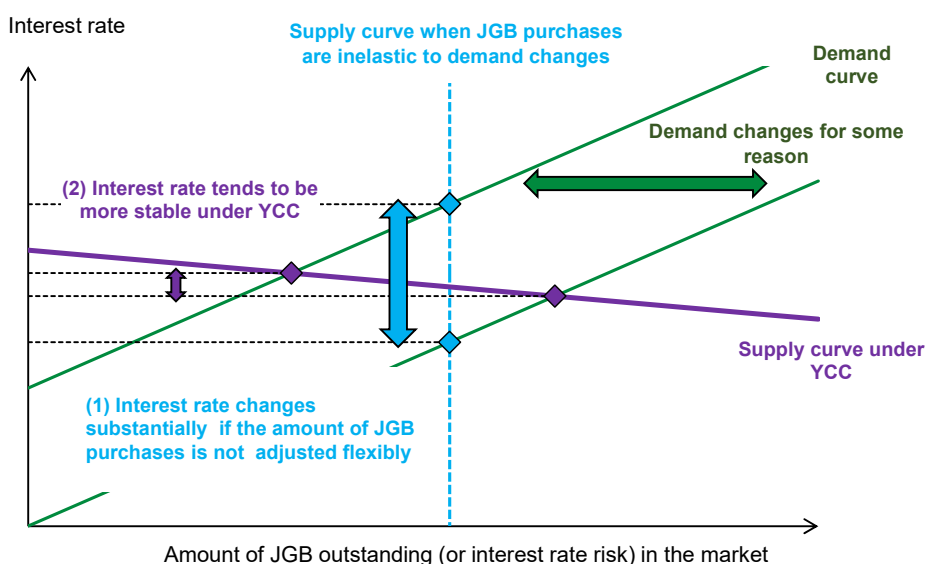 Interest rate
Supply curve when JGB purchases
are inelastic to demand changes
Demand
curve
Demand changes for some
reason
(2) Interest rate tends to be
more stable under YCC
Supply curve under
YCC
(1) Interest rate changes
substantially if the amount of JGB
purchases is not adjusted flexibly
Amount of JGB outstanding (or interest rate risk) in the market